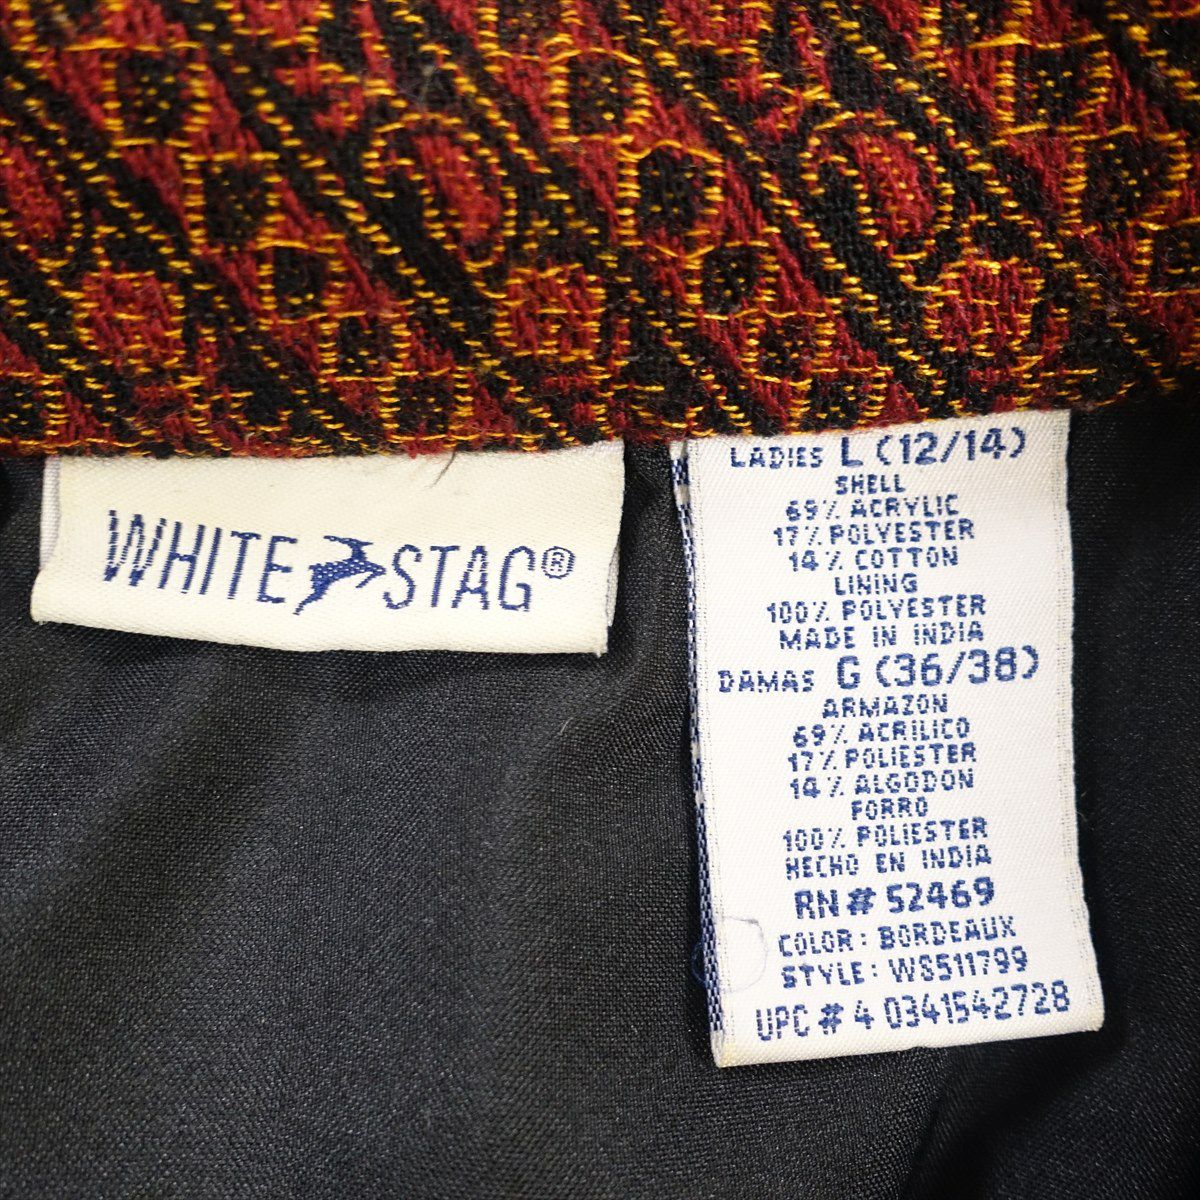 WHITE STAG®
LADIES L (12/14)
SHELL
69% ACRYLIC
17% POLYESTER
14% COTTON
LINING
100% POLYESTER
MADE IN INDIA
DAMAS G (36/38)
ARMAZON
69% ACRILICO
17% POLIESTER
14% ALGODON
FORRO
100% POLIESTER
HECHO EN INDIA
RN# 52469
COLOR: BORDEAUX
STYLE: WS511799
UPC # 4 0341542728